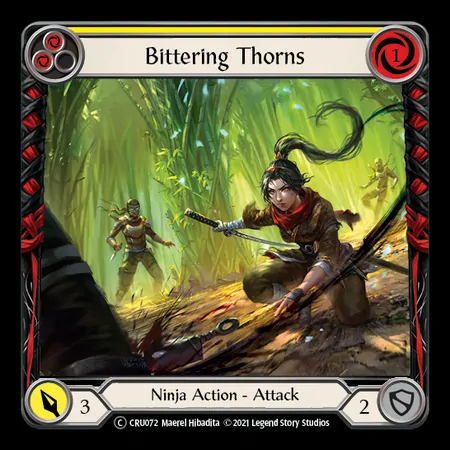 Bittering Thorns
1
Ninja Action - Attack
3
2
C CRU072 Maerel Hibadita © 2021 Legend Story Studios